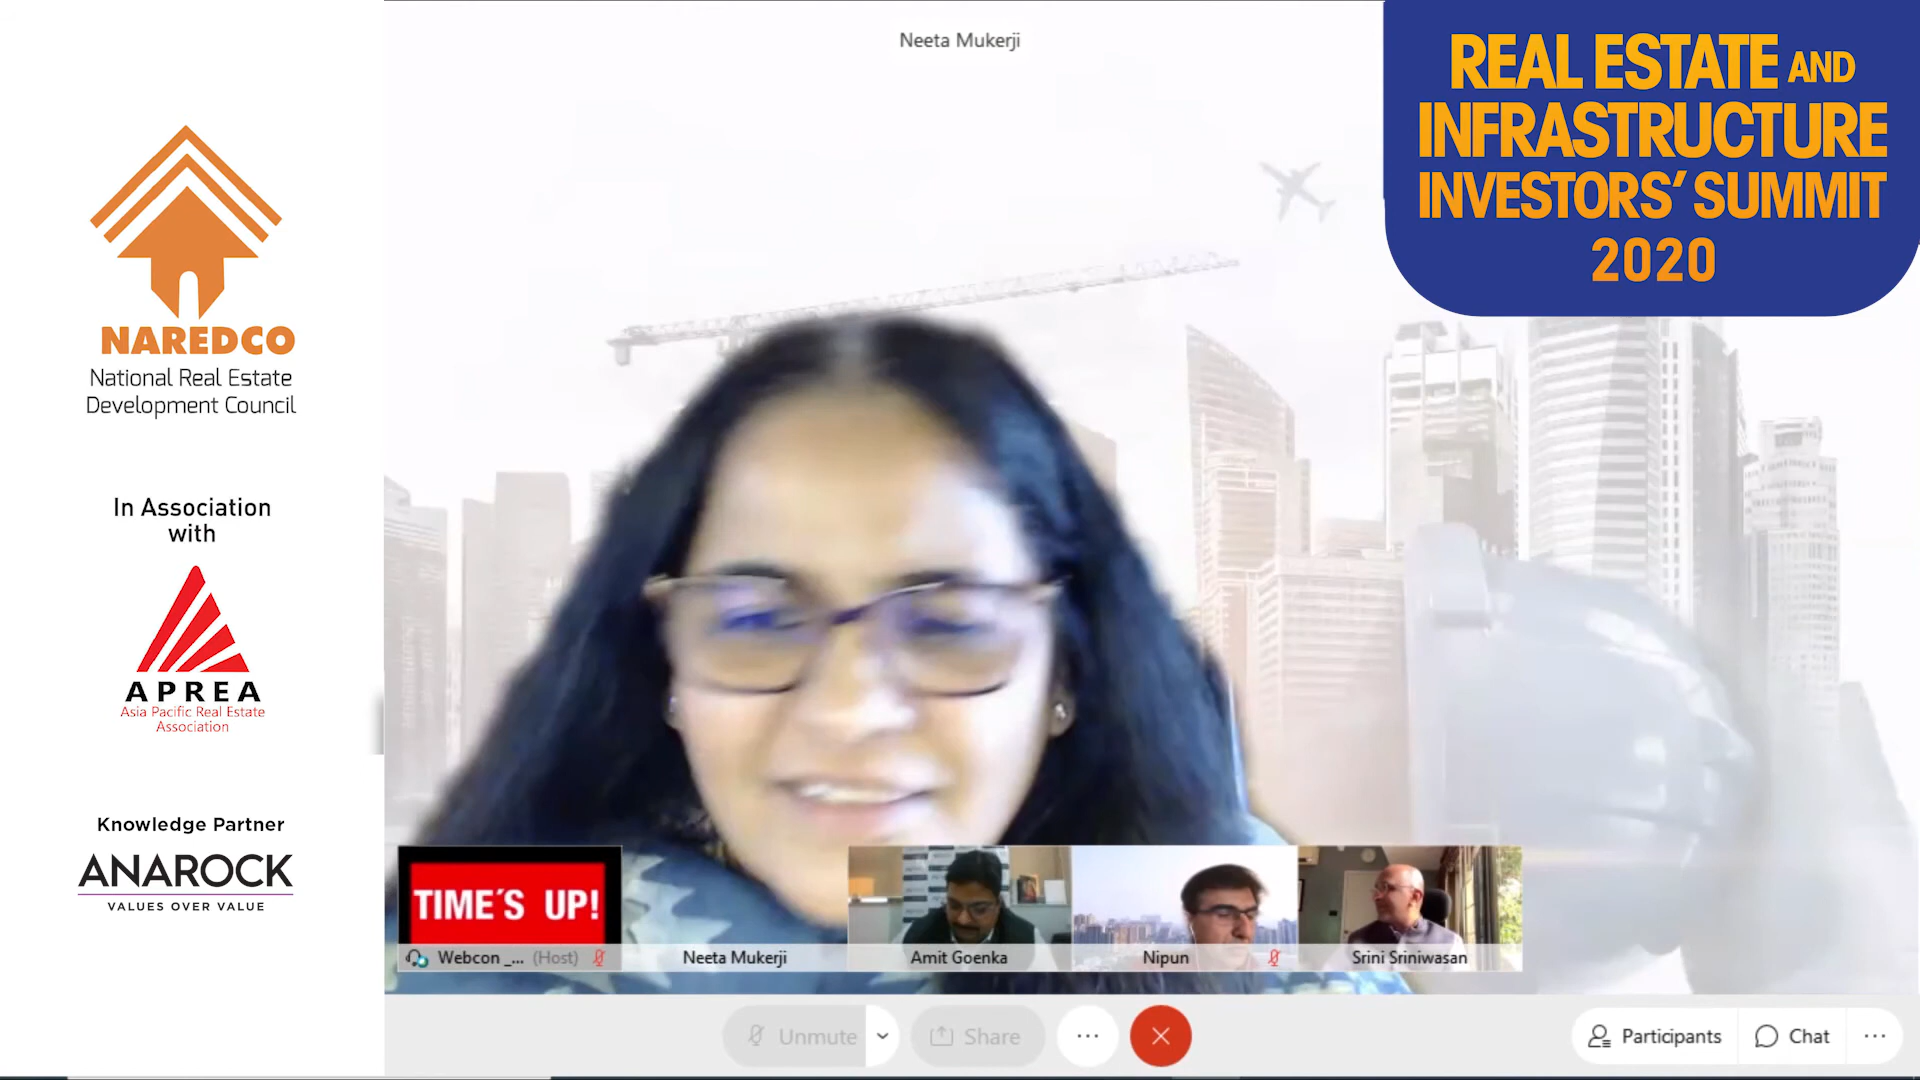 Neeta Mukerji
REAL ESTATE AND
INFRASTRUCTURE
INVESTORS' SUMMIT
2020
NAREDCO
National Real Estate
Development Council
In Association
with
APREA
Asia Pacific Real Estate
Association
Knowledge Partner
ANAROCK
VALUES OVER VALUE
TIME'S UP!
Webcon _... (Host)
Neeta Mukerji
Amit Goenka
Nipun
Srini Sriniwasan
Unmute
Share
Participants
Chat